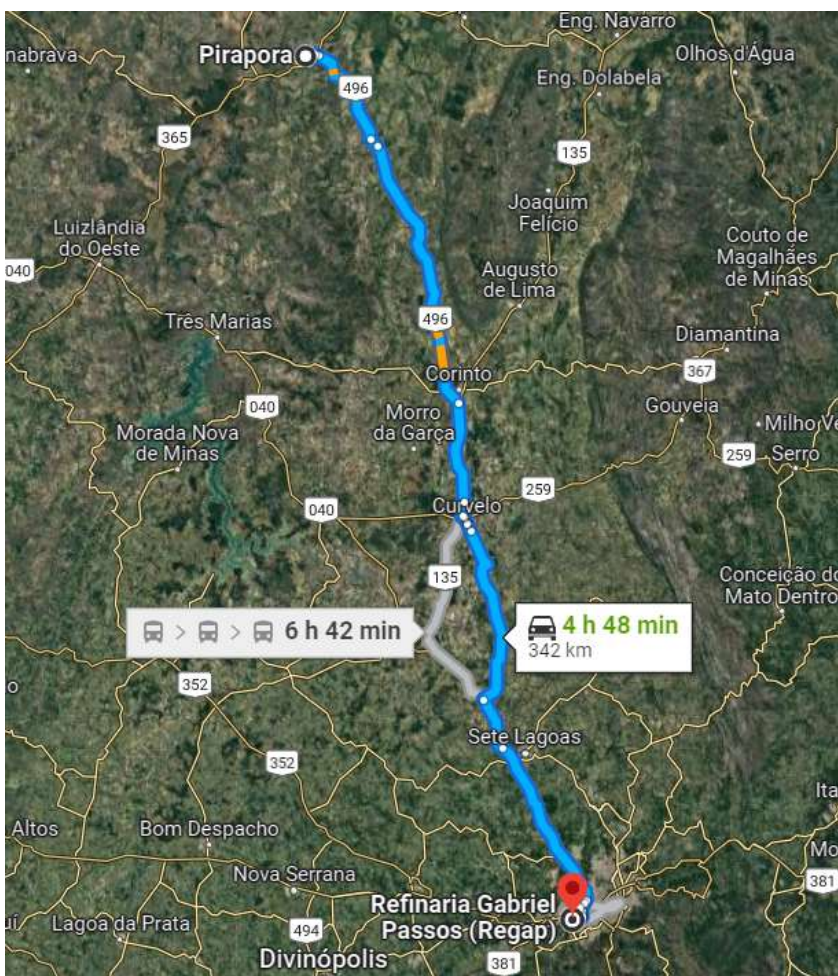 Eng. Navarro
Pirapora
Olhos d'Água
nabrava
496
Eng. Dolabela
365
135
Joaquim
Felício
Luizlândia
do Oeste
Couto de
Magalhães
de Minas
040
Augusto
de Lima
Três Marias
496
Diamantina
Corinto
367
040
Morro
da Garça
Gouveia
Milho Ve
Morada Nova
de Minas
259
Serro
259
040
Curvelo
135
Conceição do
Mato Dentro
6 h 42 min
4 h 48 min
342 km
352
o
Sete Lagoas
352
Ita
Altos
Bom Despacho
Mo
Nova Serrana
381
Refinaria Gabriel
Passos (Regap)
uí
Lagoa da Prata
494
Divinópolis
381